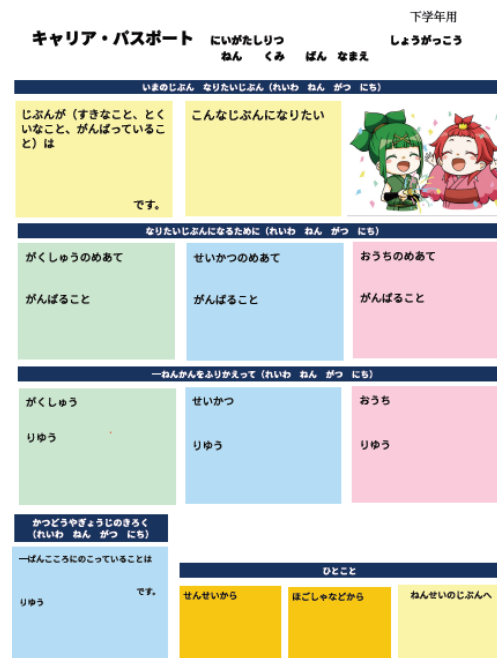 下学年用
キャリア・パスポート にいがたしりつ しょうがっこう
ねん くみ ばん なまえ
いまのじぶん なりたいじぶん（れいわ ねん がつ にち）
じぶんが（すきなこと、とく
いなこと、がんばっているこ
と）は
です。
こんなじぶんになりたい
なりたいじぶんになるために（れいわ ねん がつ にち）
がくしゅうのめあて
がんばること
せいかつのめあて
がんばること
おうちのめあて
がんばること
一ねんかんをふりかえって（れいわ ねん がつ にち）
がくしゅう
りゆう
せいかつ
りゆう
おうち
りゆう
かつどうやぎょうじのきろく
（れいわ ねん がつ にち）
一ばんこころにのこっていることは
です。
りゆう
ひとこと
せんせいから
ほごしゃなどから
ねんせいのじぶんへ